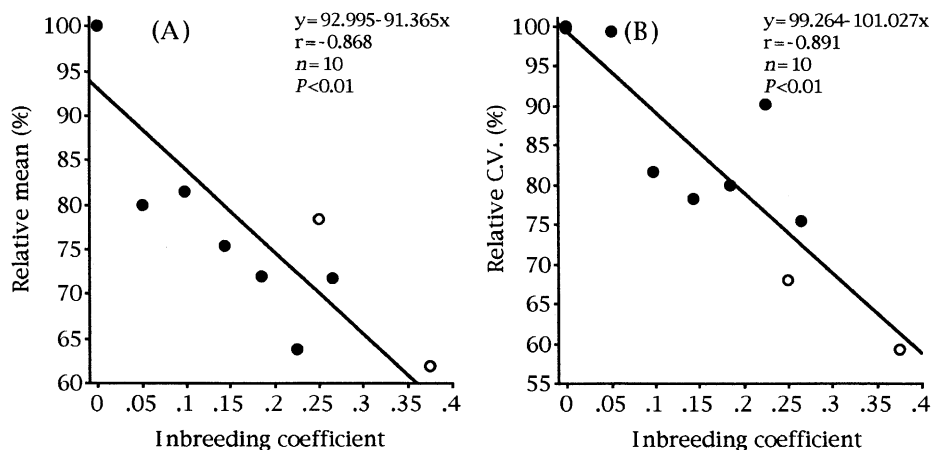 (A)
y=92.995-91.365x
r=-0.868
n=10
P<0.01
Relative mean (%)
100
95
90
85
80
75
70
65
60
0 .05 .1 .15 .2 .25 .3 .35 .4
Inbreeding coefficient
(B)
y=99.264-101.027x
r=-0.891
n=10
P<0.01
Relative C.V. (%)
100
95
90
85
80
75
70
65
60
55
0 .05 .1 .15 .2 .25 .3 .35 .4
Inbreeding coefficient